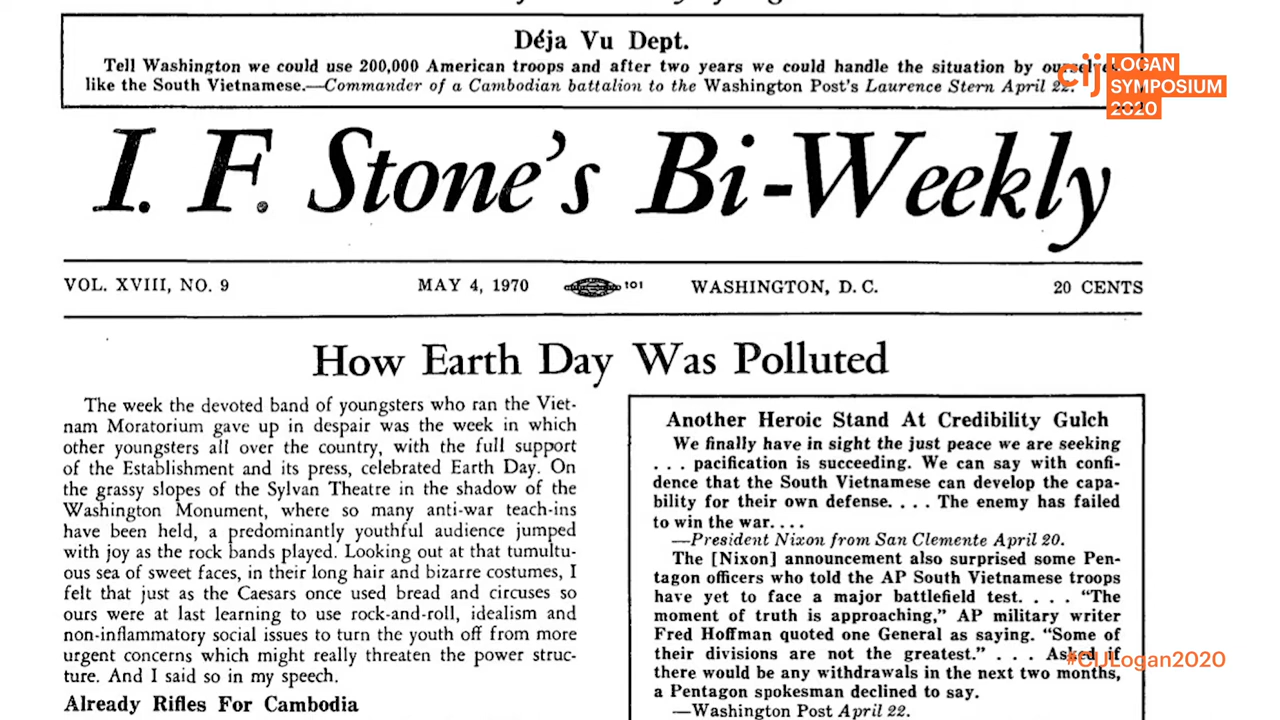 Déja Vu Dept.
Tell Washington we could use 200,000 American troops and after two years we could handle the situation by
like the South Vietnamese.—Commander of a Cambodian battalion to the Washington Post's Laurence Stern April 22.
cij LOGAN
SYMPOSIUM
2020
I. F. Stone's Bi-Weekly
VOL. XVIII, NO. 9 MAY 4, 1970 101 WASHINGTON, D. C. 20 CENTS
How Earth Day Was Polluted
The week the devoted band of youngsters who ran the Viet-
nam Moratorium gave up in despair was the week in which
other youngsters all over the country, with the full support
of the Establishment and its press, celebrated Earth Day. On
the grassy slopes of the Sylvan Theatre in the shadow of the
Washington Monument, where so many anti-war teach-ins
have been held, a predominantly youthful audience jumped
with joy as the rock bands played. Looking out at that tumultu-
ous sea of sweet faces, in their long hair and bizarre costumes, I
felt that just as the Caesars once used bread and circuses so
ours were at last learning to use rock-and-roll, idealism and
non-inflammatory social issues to turn the youth off from more
urgent concerns which might really threaten the power struc-
ture. And I said so in my speech.
Already Rifles For Cambodia
Another Heroic Stand At Credibility Gulch
We finally have in sight the just peace we are seeking
. . . pacification is succeeding. We can say with confi-
dence that the South Vietnamese can develop the capa-
bility for their own defense. . . . The enemy has failed
to win the war. . . .
—President Nixon from San Clemente April 20.
The [Nixon] announcement also surprised some Pen-
tagon officers who told the AP South Vietnamese troops
have yet to face a major battlefield test. . . . "The
moment of truth is approaching," AP military writer
Fred Hoffman quoted one General as saying. "Some of
their divisions are not the greatest." . . . Asked if
there would be any withdrawals in the next two months,
a Pentagon spokesman declined to say.
—Washington Post April 22.
#CIJLogan2020